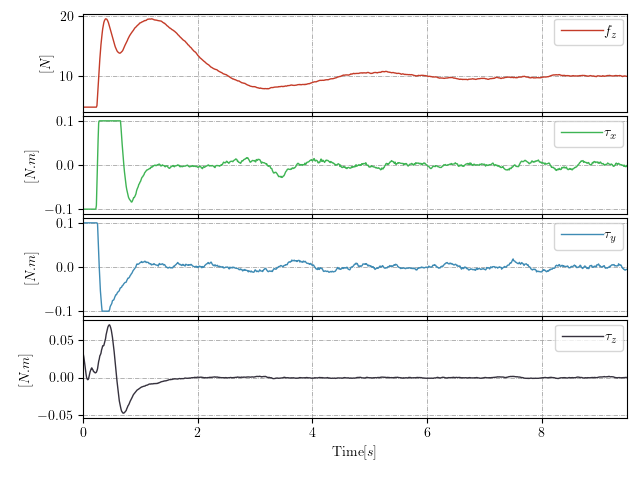 20
10
[N]
f_z
0.1
0.0
−0.1
[N.m]
τ_x
0.1
0.0
−0.1
[N.m]
τ_y
0.05
0.00
−0.05
[N.m]
τ_z
0 2 4 6 8
Time[s]